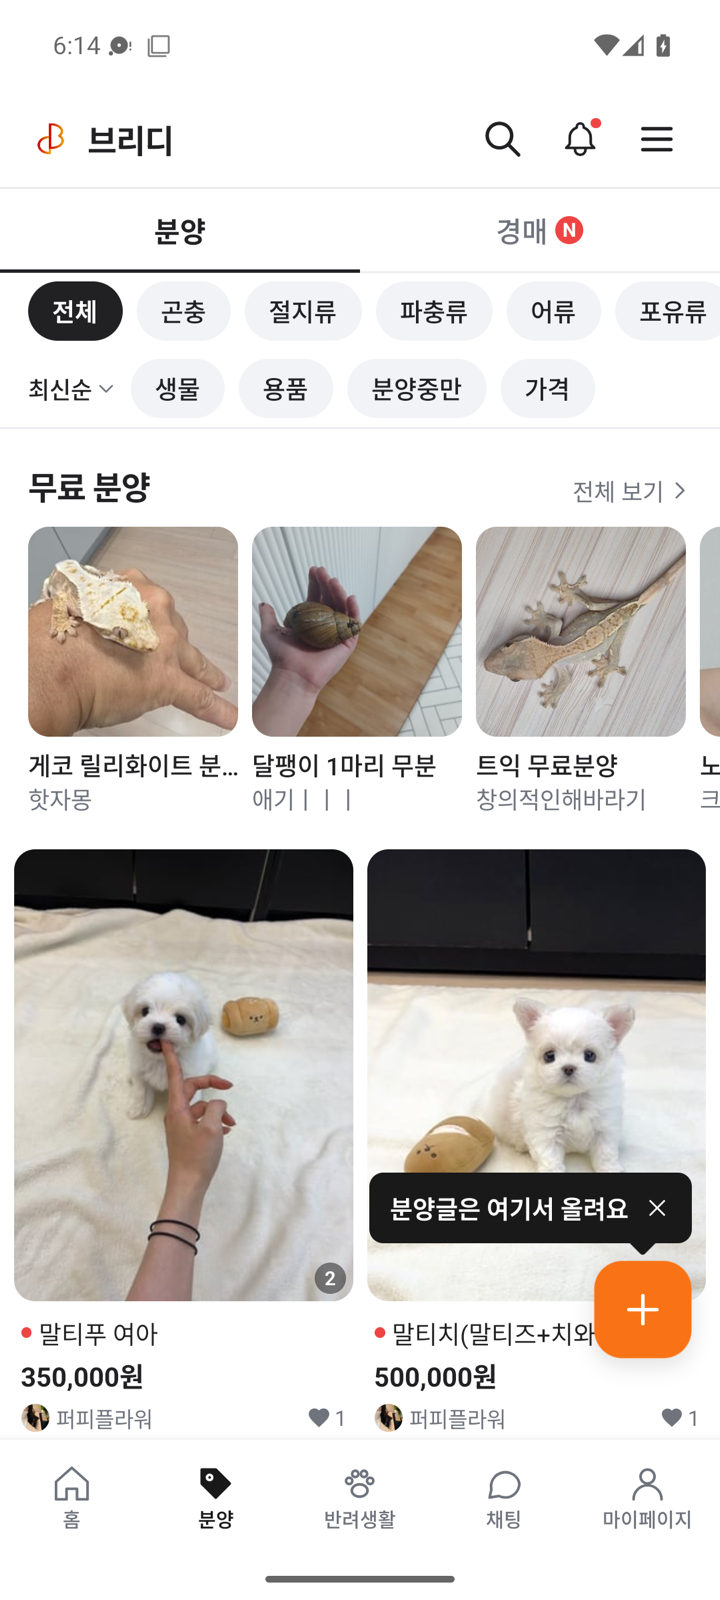 6:14
브리디
분양
경매 N
전체 곤충 절지류 파충류 어류 포유류
최신순 생물 용품 분양중만 가격
무료 분양
전체 보기
게코 릴리화이트 분...
핫자몽
달팽이 1마리 무분
애기ㅣㅣㅣ
트익 무료분양
창의적인해바라기
노
크
분양글은 여기서 올려요
2
말티푸 여아
350,000원
퍼피플라워
1
말티치(말티즈+치와
500,000원
퍼피플라워
1
홈
분양
반려생활
채팅
마이페이지